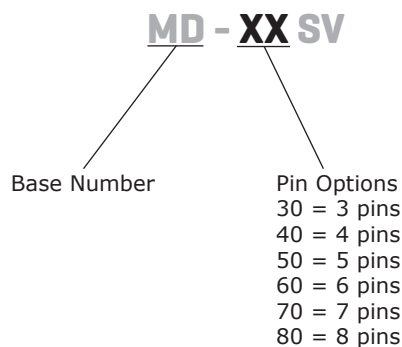 MD - XX SV
Base Number
Pin Options
30 = 3 pins
40 = 4 pins
50 = 5 pins
60 = 6 pins
70 = 7 pins
80 = 8 pins